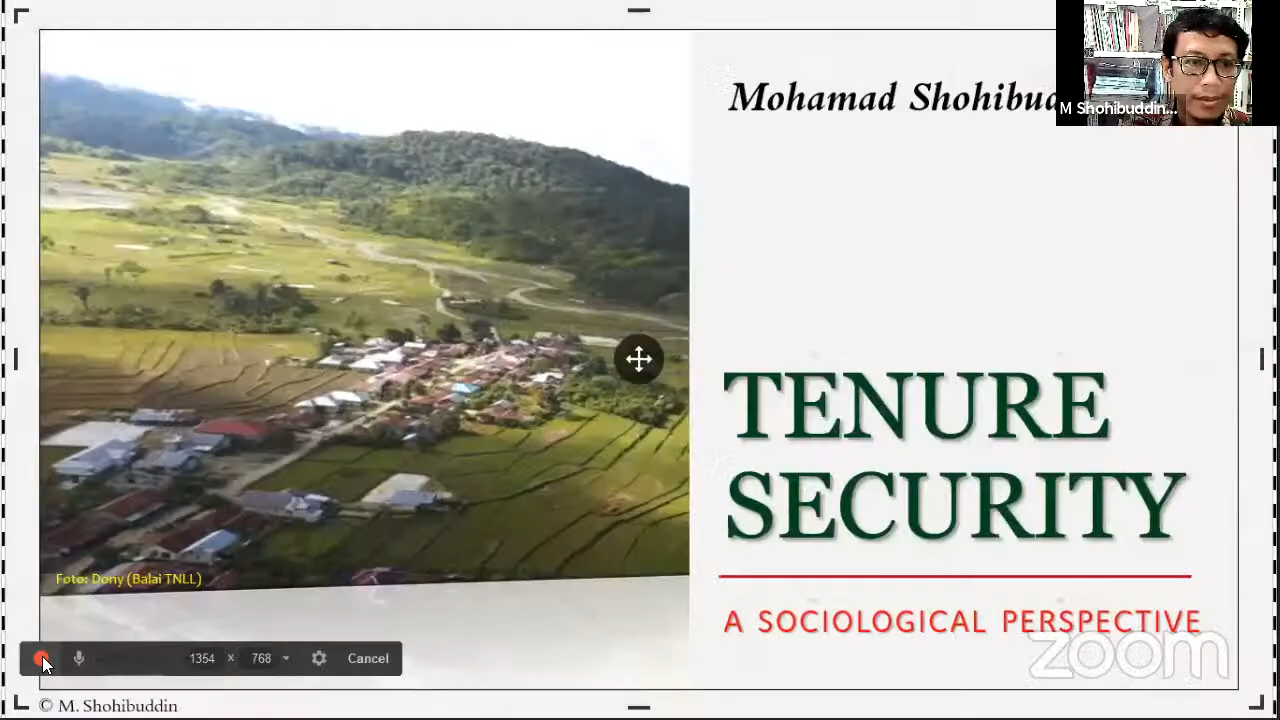 Mohamad Shohibud
M Shohibuddin...
TENURE
SECURITY
A SOCIOLOGICAL PERSPECTIVE
zoom
Foto: Dony (Balai TNLL)
1354 x 768 Cancel
© M. Shohibuddin